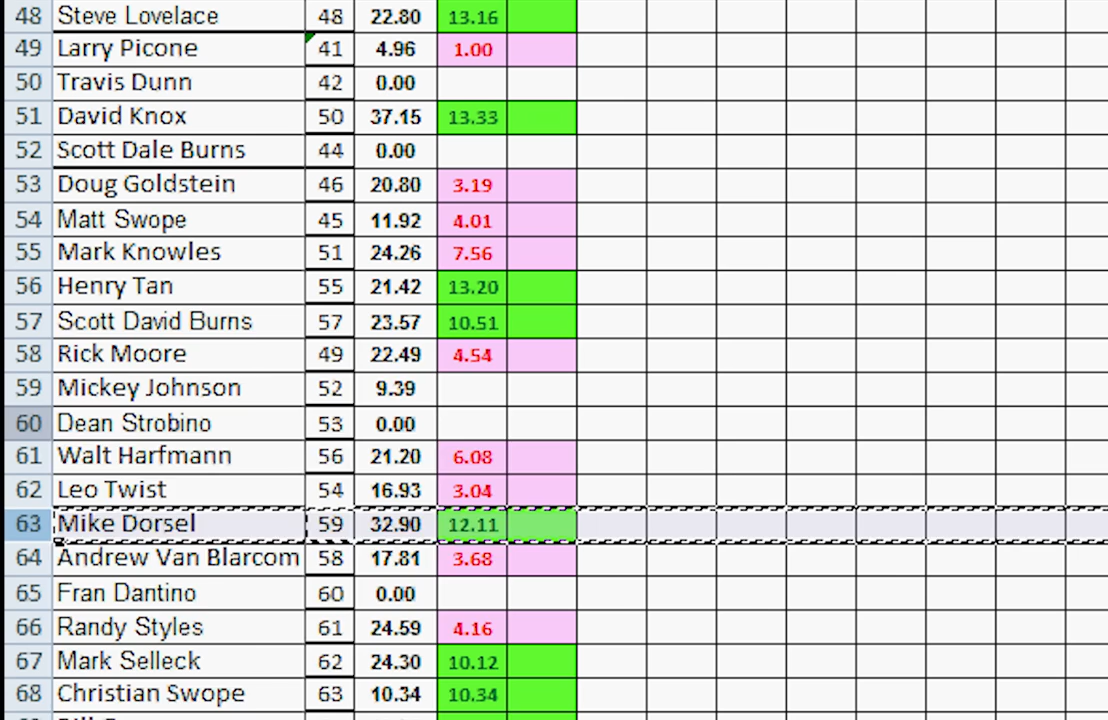 48 Steve Lovelace 48 22.80 13.16
49 Larry Picone 41 4.96 1.00
50 Travis Dunn 42 0.00
51 David Knox 50 37.15 13.33
52 Scott Dale Burns 44 0.00
53 Doug Goldstein 46 20.80 3.19
54 Matt Swope 45 11.92 4.01
55 Mark Knowles 51 24.26 7.56
56 Henry Tan 55 21.42 13.20
57 Scott David Burns 57 23.57 10.51
58 Rick Moore 49 22.49 4.54
59 Mickey Johnson 52 9.39
60 Dean Strobino 53 0.00
61 Walt Harfmann 56 21.20 6.08
62 Leo Twist 54 16.93 3.04
63 Mike Dorsel 59 32.90 12.11
64 Andrew Van Blarcom 58 17.81 3.68
65 Fran Dantino 60 0.00
66 Randy Styles 61 24.59 4.16
67 Mark Selleck 62 24.30 10.12
68 Christian Swope 63 10.34 10.34